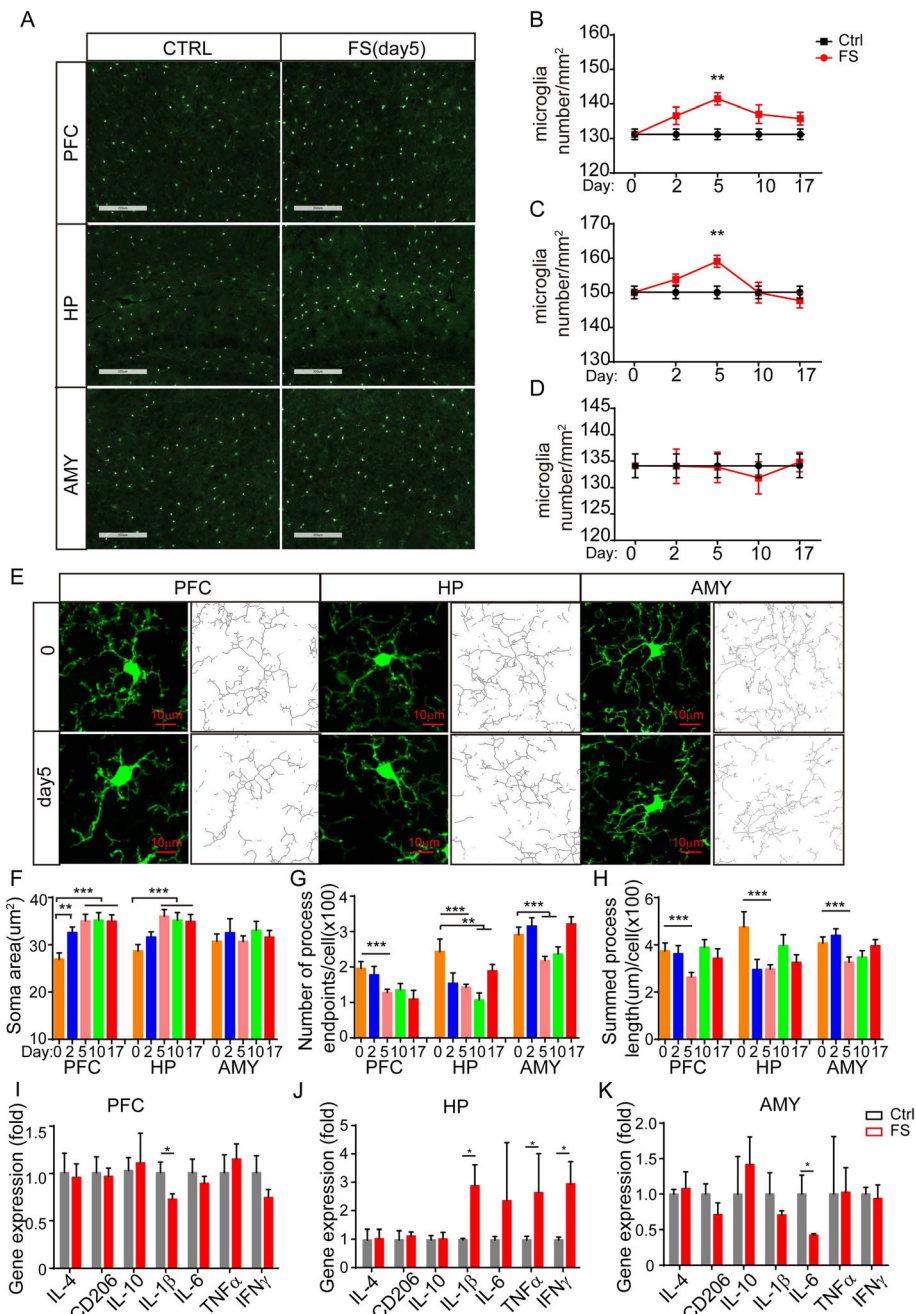 A
CTRL FS(day5)
PFC
HP
AMY
B
microglia
number/mm²
160
150
140
130
120
**
Ctrl
FS
Day: 0 2 5 10 17
C
microglia
number/mm²
170
160
150
140
130
**
Day: 0 2 5 10 17
D
microglia
number/mm²
145
140
135
130
125
120
Day: 0 2 5 10 17
E
PFC HP AMY
0
10μm 10μm 10μm
day5
10μm 10μm 10μm
F
Soma area(um²)
40
30
20
10
** *** ***
Day:0 2 5 10 17 0 2 5 10 17 0 2 5 10 17
PFC HP AMY
G
Number of process
endpoints/cell(x100)
4
3
2
1
0
*** *** ** ***
0 2 5 10 17 0 2 5 10 17 0 2 5 10 17
PFC HP AMY
H
Summed process
length(um)/cell(x100)
6
4
2
0
*** *** ***
0 2 5 10 17 0 2 5 10 17 0 2 5 10 17
PFC HP AMY
I
PFC
Gene expression (fold)
1.5
1.0
0.5
0
*
IL-4 CD206 IL-10 IL-1β IL-6 TNFα IFNγ
J
HP
Gene expression (fold)
5
4
3
2
1
0
* * *
IL-4 CD206 IL-10 IL-1β IL-6 TNFα IFNγ
K
AMY
Gene expression (fold)
2.0
1.5
1.0
0.5
0
*
Ctrl
FS
IL-4 CD206 IL-10 IL-1β IL-6 TNFα IFNγ